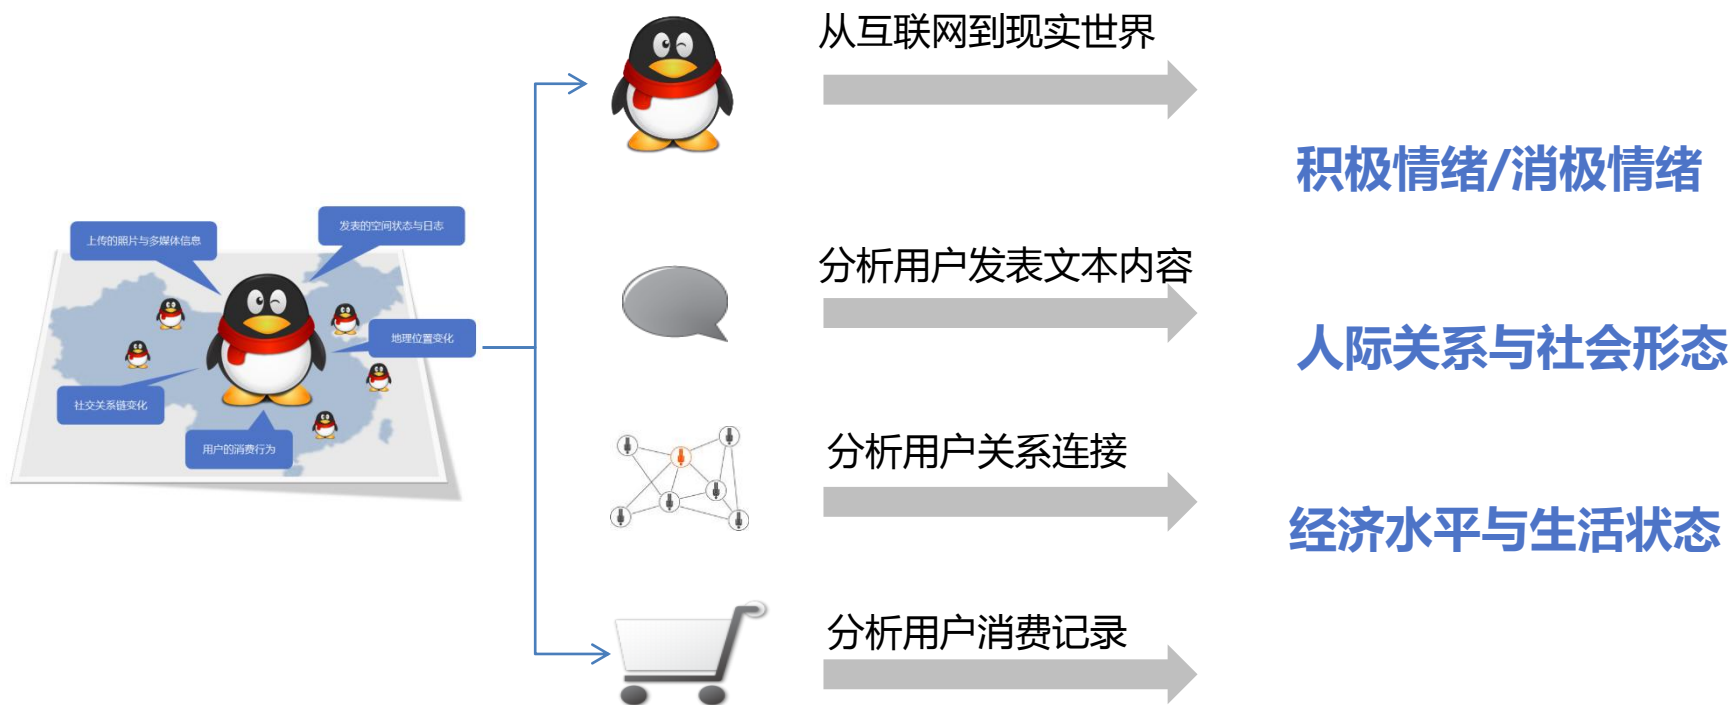 从互联网到现实世界
积极情绪/消极情绪
上传的照片与多媒体信息
发表的空间状态与日志
分析用户发表文本内容
地理位置变化
人际关系与社会形态
社交关系链变化
用户的消费行为
分析用户关系连接
经济水平与生活状态
分析用户消费记录